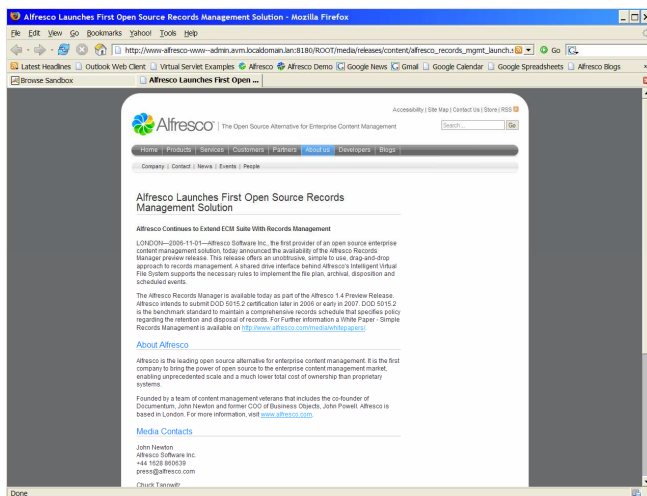 Alfresco Launches First Open Source Records Management Solution - Mozilla Firefox
File Edit View Go Bookmarks Yahoo! Tools Help
http://www-alfresco-www--admin.avm.localdomain.lan:8180/ROOT/media/releases/content/alfresco_records_mgmt_launch.s
Go
Latest Headlines Outlook Web Client Virtual Servlet Examples Alfresco Alfresco Demo Google News Gmail Google Calendar Google Spreadsheets Alfresco Blogs
Browse Sandbox Alfresco Launches First Open ...
Accessibility | Site Map | Contact Us | Store | RSS
Alfresco The Open Source Alternative for Enterprise Content Management
Search... Go
Home | Products | Services | Customers | Partners | About us | Developers | Blogs |
Company | Contact | News | Events | People
Alfresco Launches First Open Source Records
Management Solution
Alfresco Continues to Extend ECM Suite With Records Management
LONDON—2006-11-01—Alfresco Software Inc., the first provider of an open source enterprise
content management solution, today announced the availability of the Alfresco Records
Manager preview release. This release offers an unobtrusive, simple to use, drag-and-drop
approach to records management. A shared drive interface behind Alfresco's Intelligent Virtual
File System supports the necessary rules to implement the file plan, archival, disposition and
scheduled events.
The Alfresco Records Manager is available today as part of the Alfresco 1.4 Preview Release.
Alfresco intends to submit DOD 5015.2 certification later in 2006 or early in 2007. DOD 5015.2
is the benchmark standard to maintain a comprehensive records schedule that specifies policy
regarding the retention and disposal of records. For Further information a White Paper - Simple
Records Management is available on http://www.alfresco.com/media/whitepapers/.
About Alfresco
Alfresco is the leading open source alternative for enterprise content management. It is the first
company to bring the power of open source to the enterprise content management market,
enabling unprecedented scale and a much lower total cost of ownership than proprietary
systems.
Founded by a team of content management veterans that includes the co-founder of
Documentum, John Newton and former COO of Business Objects, John Powell. Alfresco is
based in London. For more information, visit www.alfresco.com.
Media Contacts
John Newton
Alfresco Software Inc.
+44 1628 860639
press@alfresco.com
Chuck Tanowitz
Done